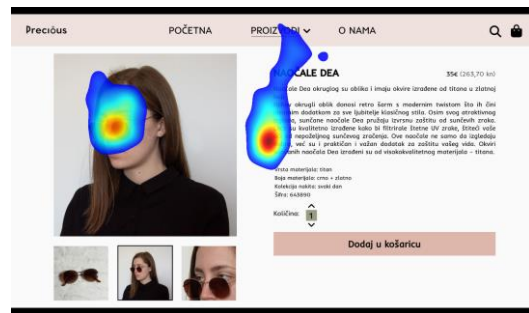 Precious
POČETNA
PROIZVODI
O NAMA
NAOČALE DEA
35€ (263,70 kn)
Naočale Dea okruglog su oblika i imaju okvire izrađene od titana u zlatnoj
okrugli oblik donosi retro šarm s modernim twistom što ih čini
dodatkom za sve ljubitelje klasičnog stila. Osim svog atraktivnog
sunčane naočale Dea pružaju izvrsnu zaštitu od sunčevih zraka.
su kvalitetno izrađene kako bi filtrirale štetne UV zrake, štiteći vaše
nepoželjnog sunčevog zračenja. Ove naočale ne samo da izgledaju
već su i praktičan i važan dodatak za zaštitu vašeg vida. Okviri
naočala Dea izrađeni su od visokokvalitetnog materijala – titana.
Vrsta materijala: titan
Boja materijala: crna + zlatna
Kolekcija nakita: svaki dan
Šifra: 643890
Količina:
1
Dodaj u košaricu